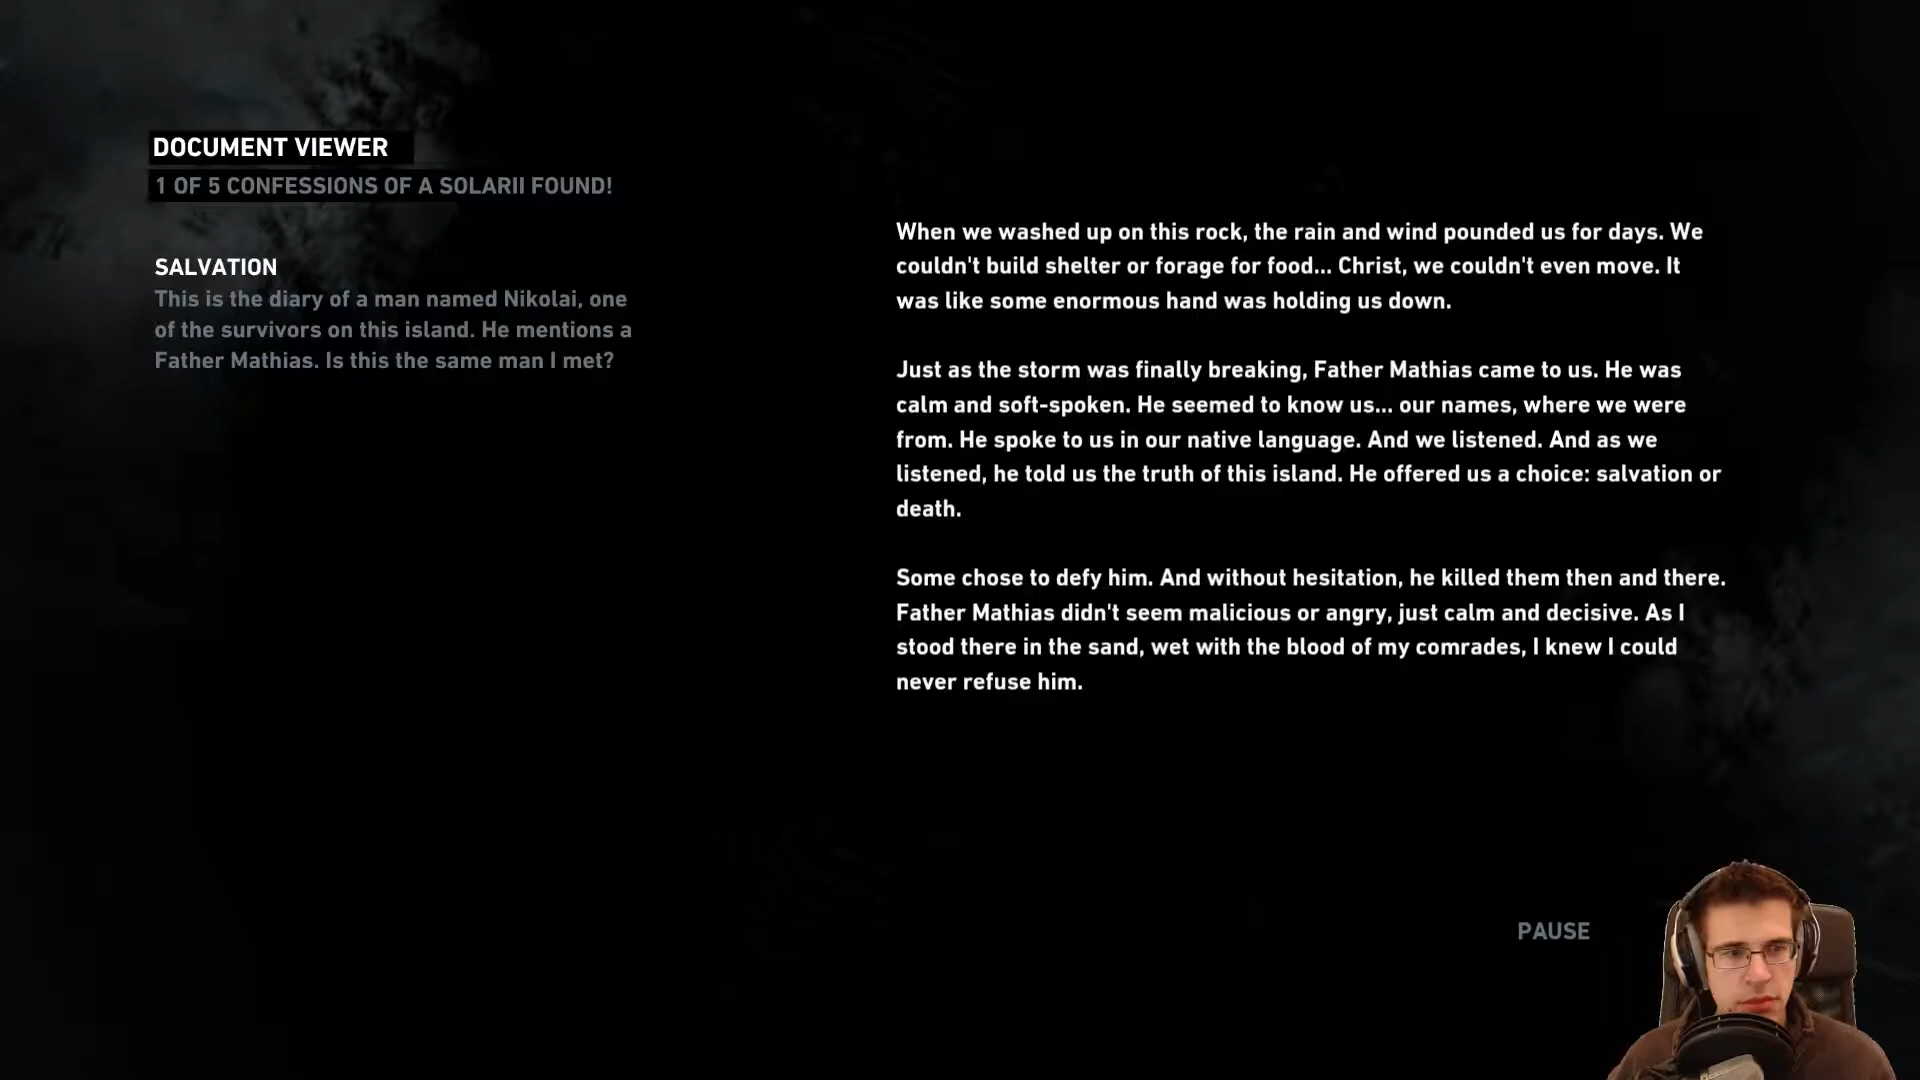 DOCUMENT VIEWER
1 OF 5 CONFESSIONS OF A SOLARII FOUND!
SALVATION
This is the diary of a man named Nikolai, one
of the survivors on this island. He mentions a
Father Mathias. Is this the same man I met?
When we washed up on this rock, the rain and wind pounded us for days. We
couldn't build shelter or forage for food... Christ, we couldn't even move. It
was like some enormous hand was holding us down.
Just as the storm was finally breaking, Father Mathias came to us. He was
calm and soft-spoken. He seemed to know us... our names, where we were
from. He spoke to us in our native language. And we listened. And as we
listened, he told us the truth of this island. He offered us a choice: salvation or
death.
Some chose to defy him. And without hesitation, he killed them then and there.
Father Mathias didn't seem malicious or angry, just calm and decisive. As I
stood there in the sand, wet with the blood of my comrades, I knew I could
never refuse him.
PAUSE